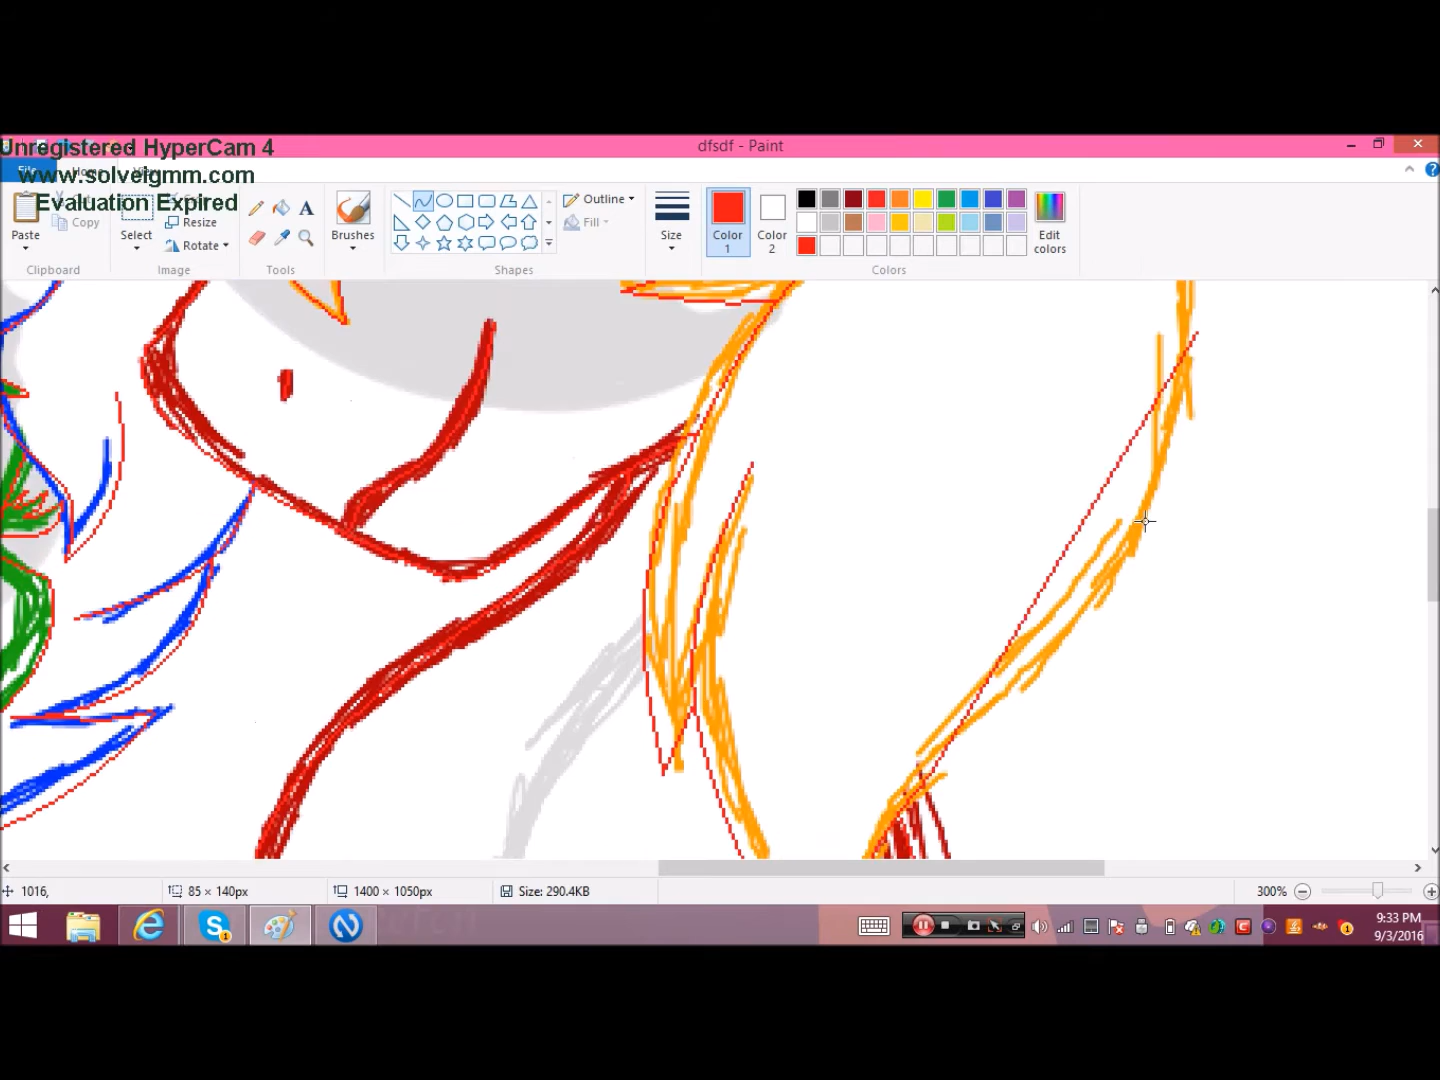 Unregistered HyperCam 4
dfsdf - Paint
www.solveigmm.com
Evaluation Expired
Paste
Copy
Clipboard
Select
Resize
Rotate
Image
A
Tools
Brushes
Outline
Fill
Shapes
Size
Color
1
Color
2
Edit
colors
Colors
1016,
85 × 140px
1400 × 1050px
Size: 290.4KB
300%
9:33 PM
9/3/2016